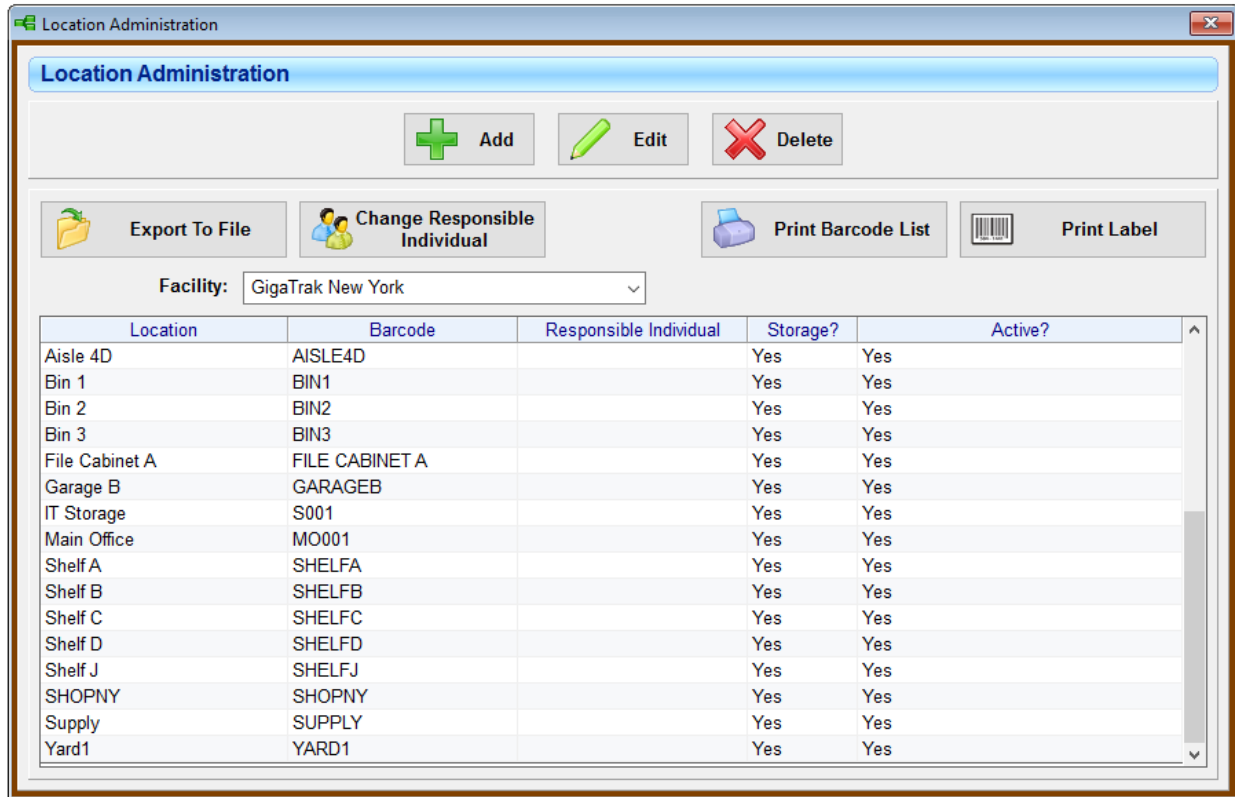 Location Administration
Location Administration
Add Edit Delete
Export To File Change Responsible Individual Print Barcode List Print Label
Facility: GigaTrak New York
Location Barcode Responsible Individual Storage? Active?
Aisle 4D AISLE4D Yes Yes
Bin 1 BIN1 Yes Yes
Bin 2 BIN2 Yes Yes
Bin 3 BIN3 Yes Yes
File Cabinet A FILE CABINET A Yes Yes
Garage B GARAGEB Yes Yes
IT Storage S001 Yes Yes
Main Office MO001 Yes Yes
Shelf A SHELFA Yes Yes
Shelf B SHELFB Yes Yes
Shelf C SHELFC Yes Yes
Shelf D SHELFD Yes Yes
Shelf J SHELFJ Yes Yes
SHOPNY SHOPNY Yes Yes
Supply SUPPLY Yes Yes
Yard1 YARD1 Yes Yes